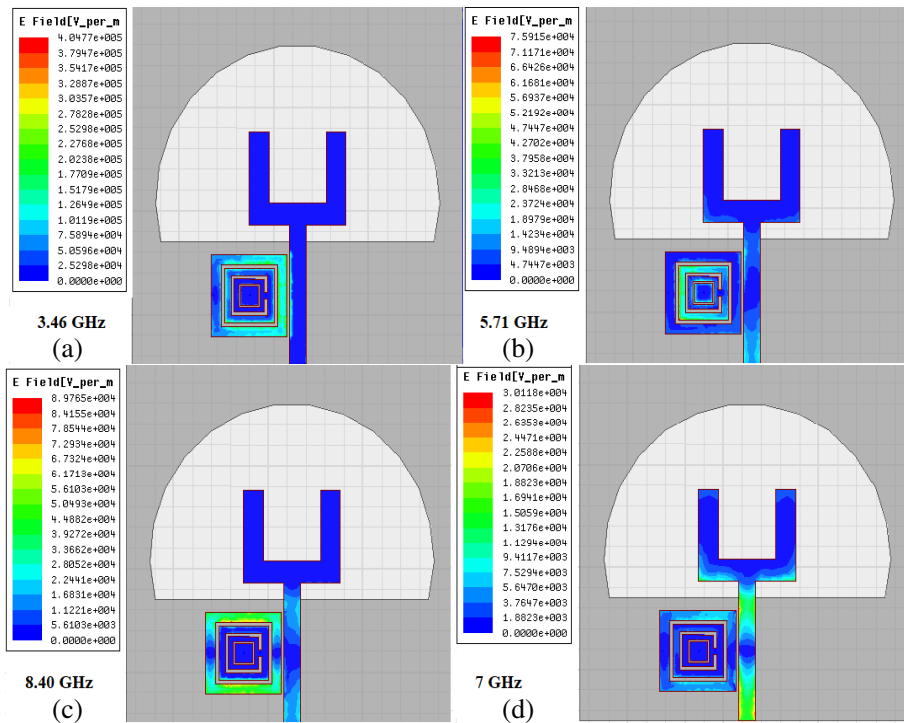 E Field[V_per_m
4.0477e+005
3.7947e+005
3.5417e+005
3.2887e+005
3.0357e+005
2.7828e+005
2.5298e+005
2.2768e+005
2.0238e+005
1.7709e+005
1.5179e+005
1.2649e+005
1.0119e+005
7.5894e+004
5.0596e+004
2.5298e+004
0.0000e+000
3.46 GHz
(a)
E Field[V_per_m
7.5915e+004
7.1171e+004
6.6426e+004
6.1681e+004
5.6937e+004
5.2192e+004
4.7447e+004
4.2702e+004
3.7958e+004
3.3213e+004
2.8468e+004
2.3724e+004
1.8979e+004
1.4234e+004
9.4894e+003
4.7447e+003
0.0000e+000
5.71 GHz
(b)
E Field[V_per_m
8.9765e+004
8.4155e+004
7.8544e+004
7.2934e+004
6.7324e+004
6.1713e+004
5.6103e+004
5.0493e+004
4.4882e+004
3.9272e+004
3.3662e+004
2.8052e+004
2.2441e+004
1.6831e+004
1.1221e+004
5.6103e+003
0.0000e+000
8.40 GHz
(c)
E Field[V_per_m
3.0118e+004
2.8235e+004
2.6353e+004
2.4471e+004
2.2588e+004
2.0706e+004
1.8823e+004
1.6941e+004
1.5059e+004
1.3176e+004
1.1294e+004
9.4117e+003
7.5294e+003
5.6470e+003
3.7647e+003
1.8823e+003
0.0000e+000
7 GHz
(d)